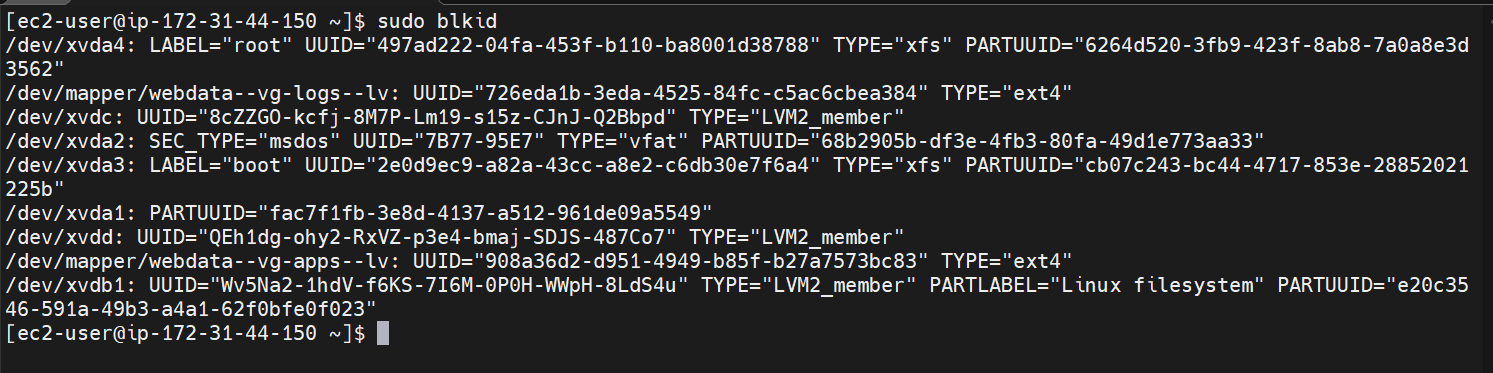 [ec2-user@ip-172-31-44-150 ~]$ sudo blkid
/dev/xvda4: LABEL="root" UUID="497ad222-04fa-453f-b110-ba8001d38788" TYPE="xfs" PARTUUID="6264d520-3fb9-423f-8ab8-7a0a8e3d
3562"
/dev/mapper/webdata--vg-logs--lv: UUID="726eda1b-3eda-4525-84fc-c5ac6cbea384" TYPE="ext4"
/dev/xvdc: UUID="8cZZGO-kcfj-8M7P-Lm19-s15z-CJnJ-Q2Bbpd" TYPE="LVM2_member"
/dev/xvda2: SEC_TYPE="msdos" UUID="7B77-95E7" TYPE="vfat" PARTUUID="68b2905b-df3e-4fb3-80fa-49d1e773aa33"
/dev/xvda3: LABEL="boot" UUID="2e0d9ec9-a82a-43cc-a8e2-c6db30e7f6a4" TYPE="xfs" PARTUUID="cb07c243-bc44-4717-853e-28852021
225b"
/dev/xvda1: PARTUUID="fac7f1fb-3e8d-4137-a512-961de09a5549"
/dev/xvdd: UUID="QEh1dg-ohy2-RxVZ-p3e4-bmaj-SDJS-487Co7" TYPE="LVM2_member"
/dev/mapper/webdata--vg-apps--lv: UUID="908a36d2-d951-4949-b85f-b27a7573bc83" TYPE="ext4"
/dev/xvdb1: UUID="Wv5Na2-1hdV-f6KS-7I6M-0P0H-WWpH-8LdS4u" TYPE="LVM2_member" PARTLABEL="Linux filesystem" PARTUUID="e20c35
46-591a-49b3-a4a1-62f0bfe0f023"
[ec2-user@ip-172-31-44-150 ~]$